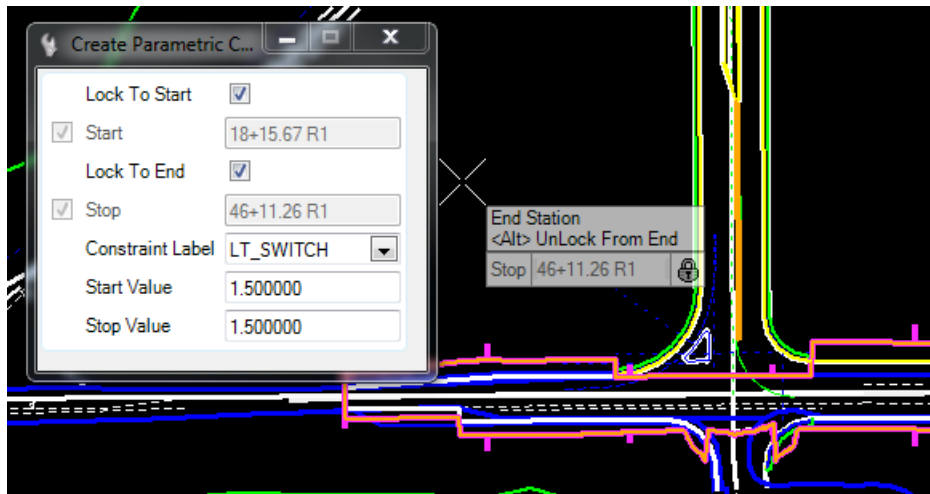 Create Parametric C...
Lock To Start
Start 18+15.67 R1
Lock To End
Stop 46+11.26 R1
Constraint Label LT_SWITCH
Start Value 1.500000
Stop Value 1.500000
End Station
<Alt> UnLock From End
Stop 46+11.26 R1